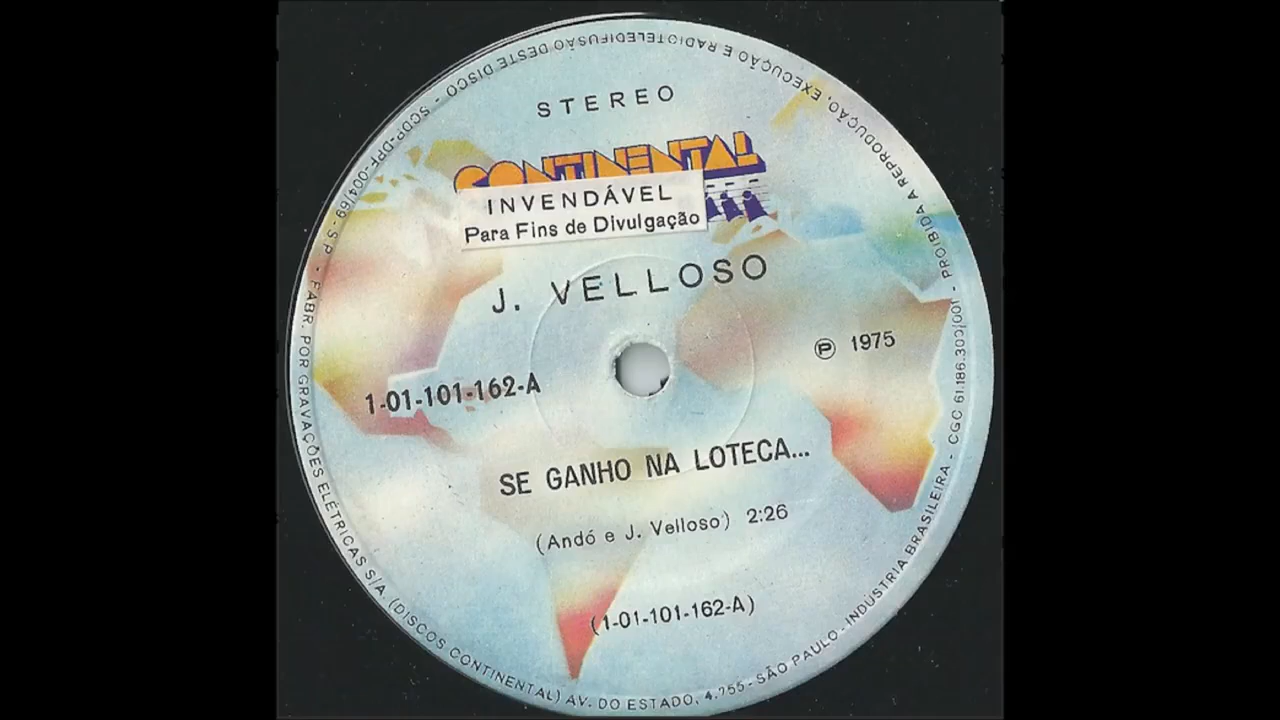 STEREO
CONTINENTAL
INVENDÁVEL
Para Fins de Divulgação
J. VELLOSO
℗ 1975
1-01-101-162-A
SE GANHO NA LOTECA...
(Andó e J. Velloso) 2:26
(1-01-101-162-A)
FABR. POR GRAVAÇÕES ELÉTRICAS S/A. (DISCOS CONTINENTAL) AV. DO ESTADO, 4.755 - SÃO PAULO - INDÚSTRIA BRASILEIRA - CGC 61.186.300/001 - PROIBIDA A REPRODUÇÃO, EXECUÇÃO E RADIOTELEDIFUSÃO DESTE DISCO - SCDP-DPF-004/69 - SP -